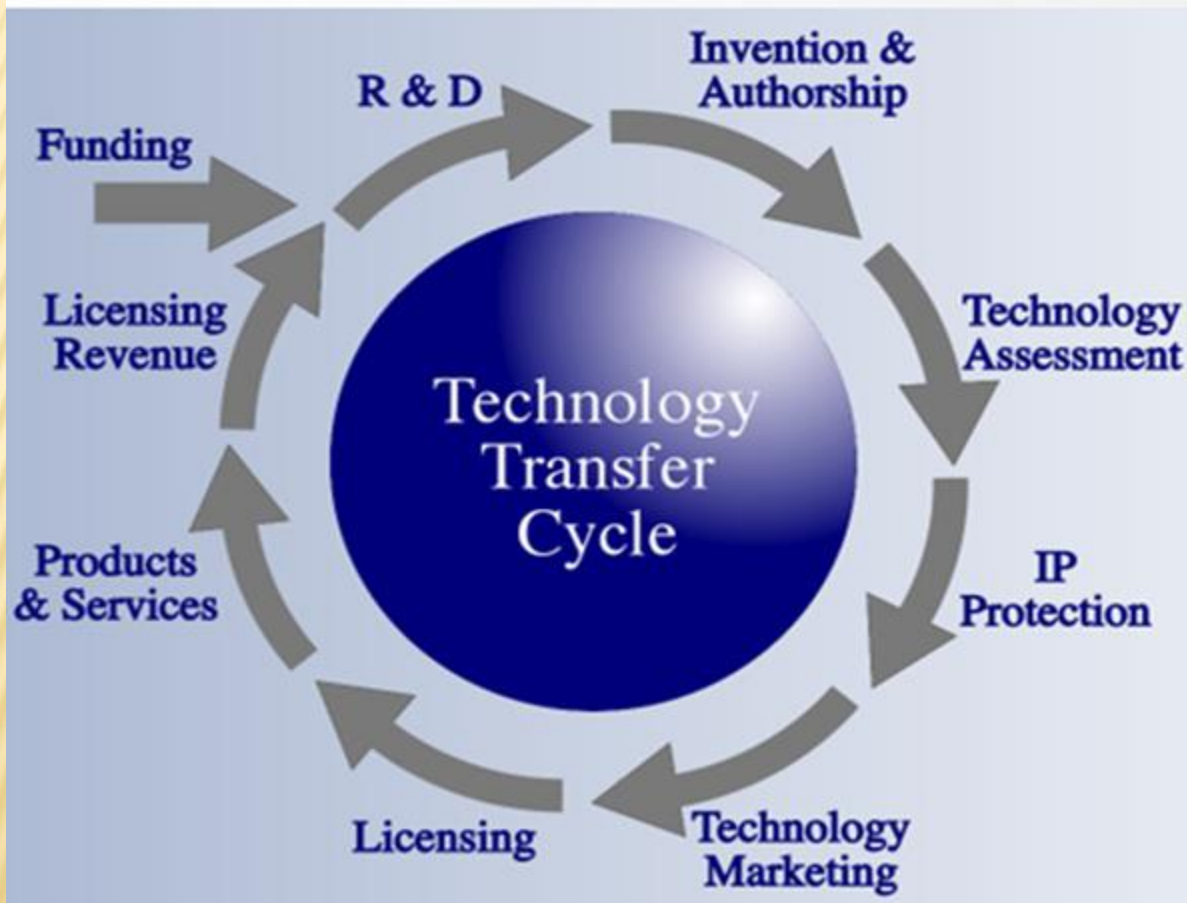 Funding
R & D
Invention &
Authorship
Technology
Assessment
IP
Protection
Technology
Marketing
Licensing
Products
& Services
Licensing
Revenue
Technology
Transfer
Cycle